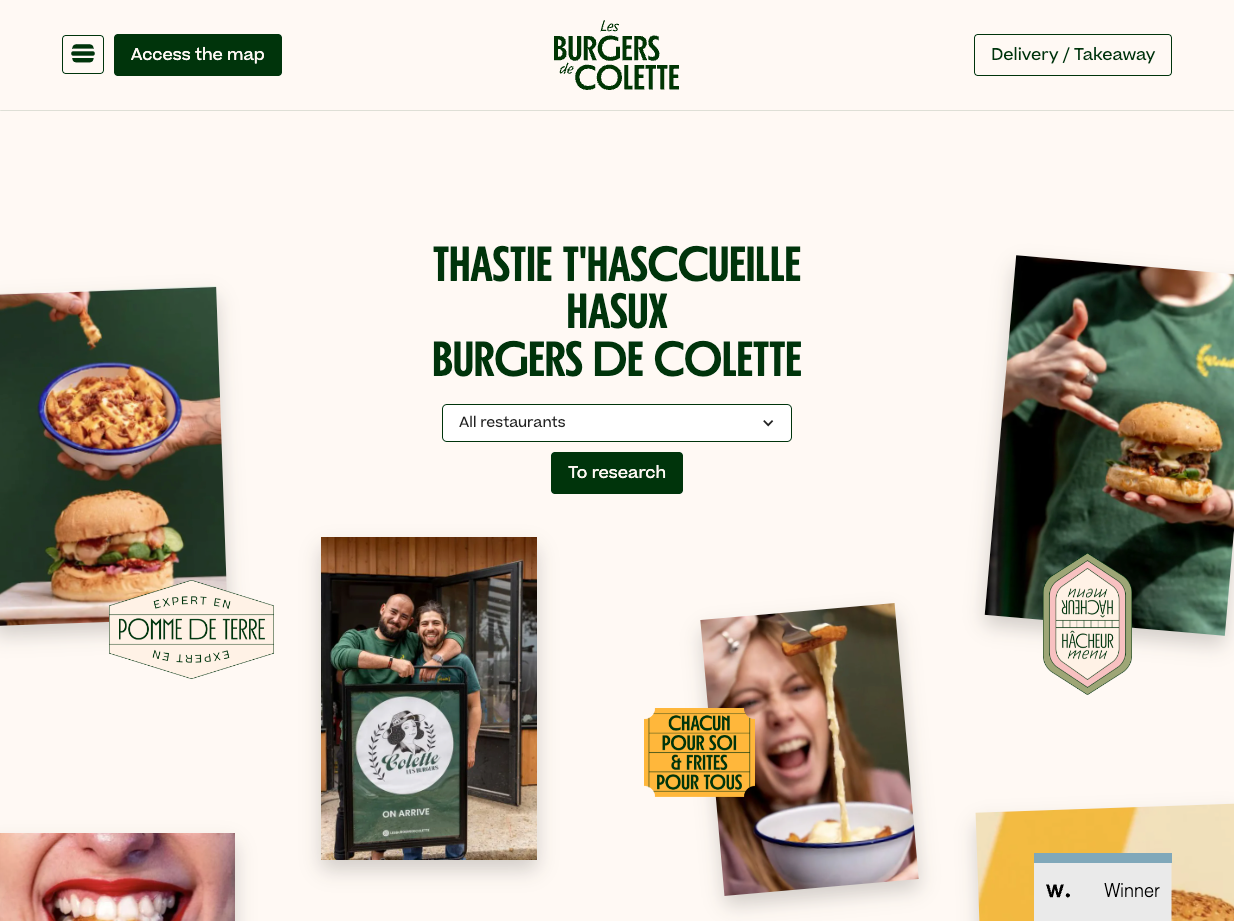 Access the map
Les
BURGERS
de COLETTE
Delivery / Takeaway
THASTIE T'HASCCUEILLE
HASUX
BURGERS DE COLETTE
All restaurants
To research
EXPERT EN
POMME DE TERRE
EXPERT EN
Colette
LES BURGERS
ON ARRIVE
CHACUN
POUR SOI
& FRITES
POUR TOUS
menu
HÂCHEUR
HÂCHEUR
menu
W.
Winner